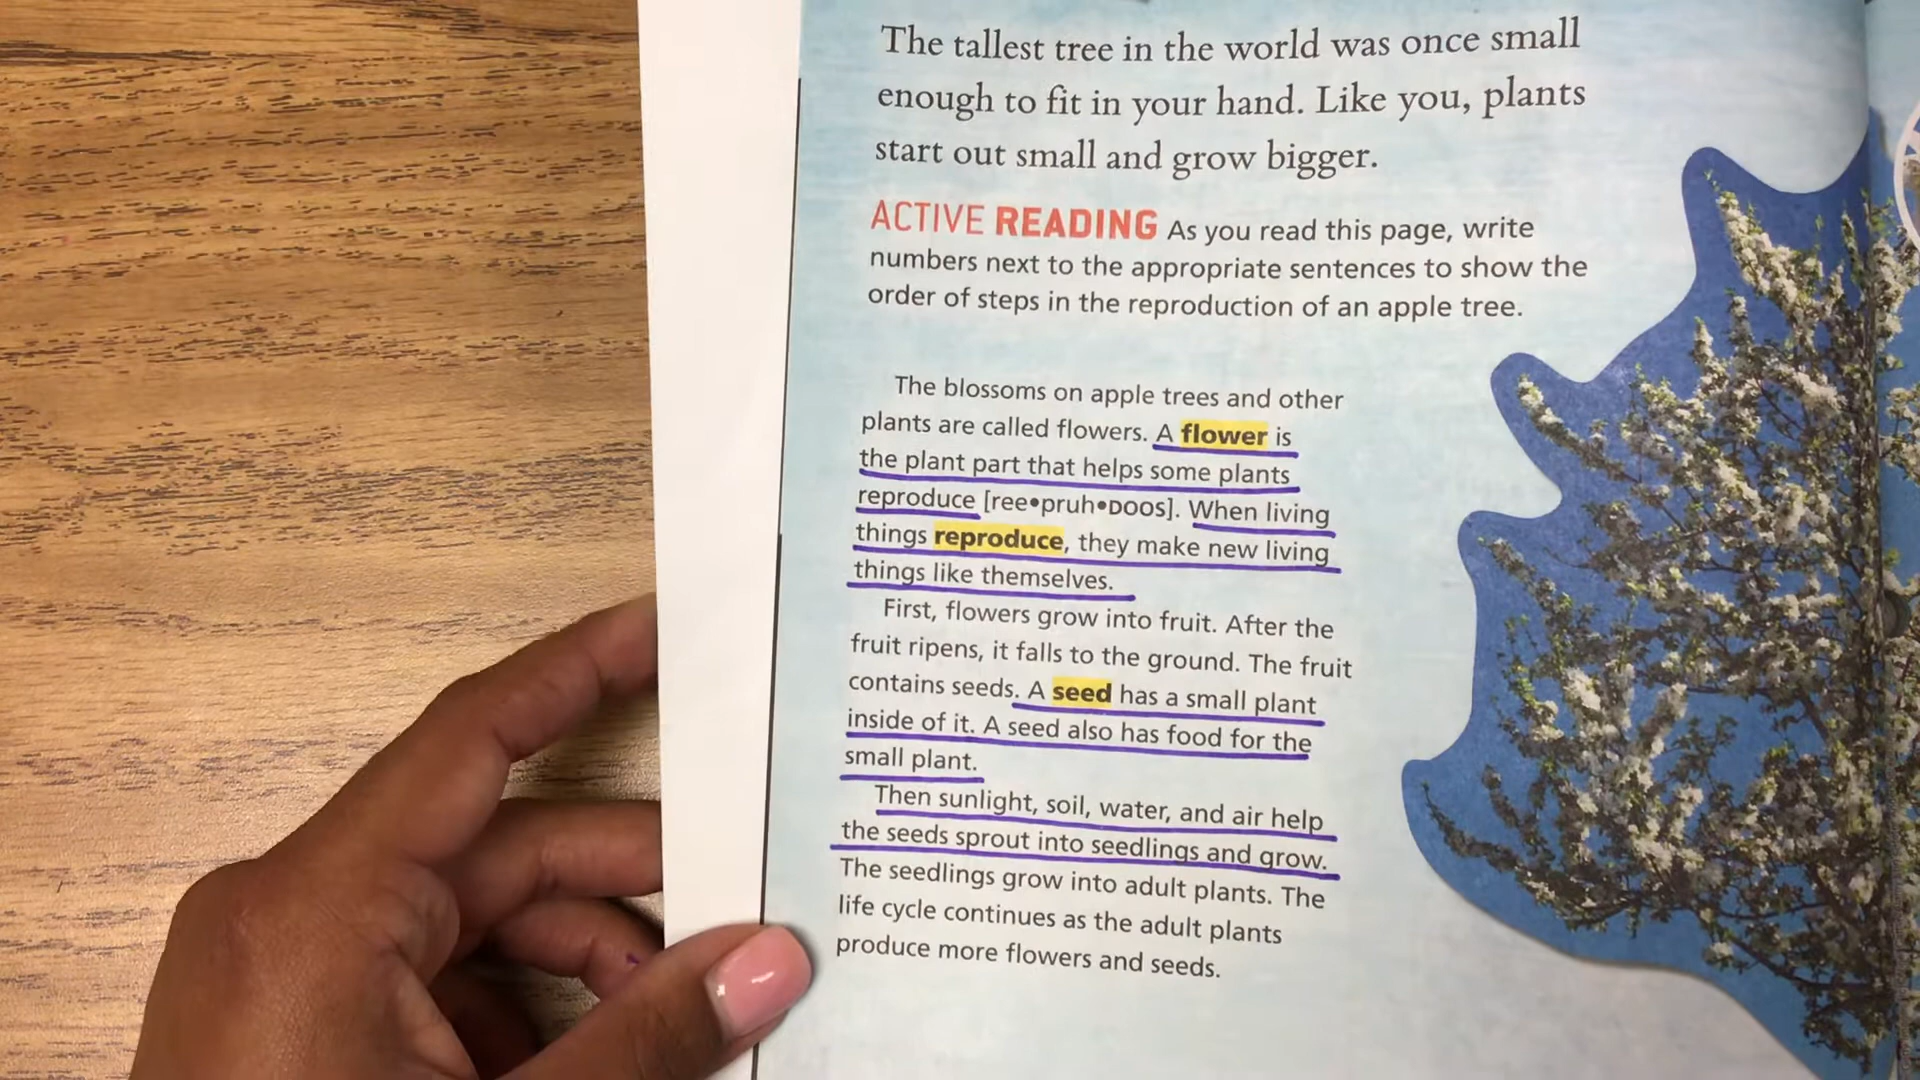 The tallest tree in the world was once small
enough to fit in your hand. Like you, plants
start out small and grow bigger.
ACTIVE READING As you read this page, write
numbers next to the appropriate sentences to show the
order of steps in the reproduction of an apple tree.
The blossoms on apple trees and other
plants are called flowers. A flower is
the plant part that helps some plants
reproduce [ree•pruh•DOOS]. When living
things reproduce, they make new living
things like themselves.
First, flowers grow into fruit. After the
fruit ripens, it falls to the ground. The fruit
contains seeds. A seed has a small plant
inside of it. A seed also has food for the
small plant.
Then sunlight, soil, water, and air help
the seeds sprout into seedlings and grow.
The seedlings grow into adult plants. The
life cycle continues as the adult plants
produce more flowers and seeds.